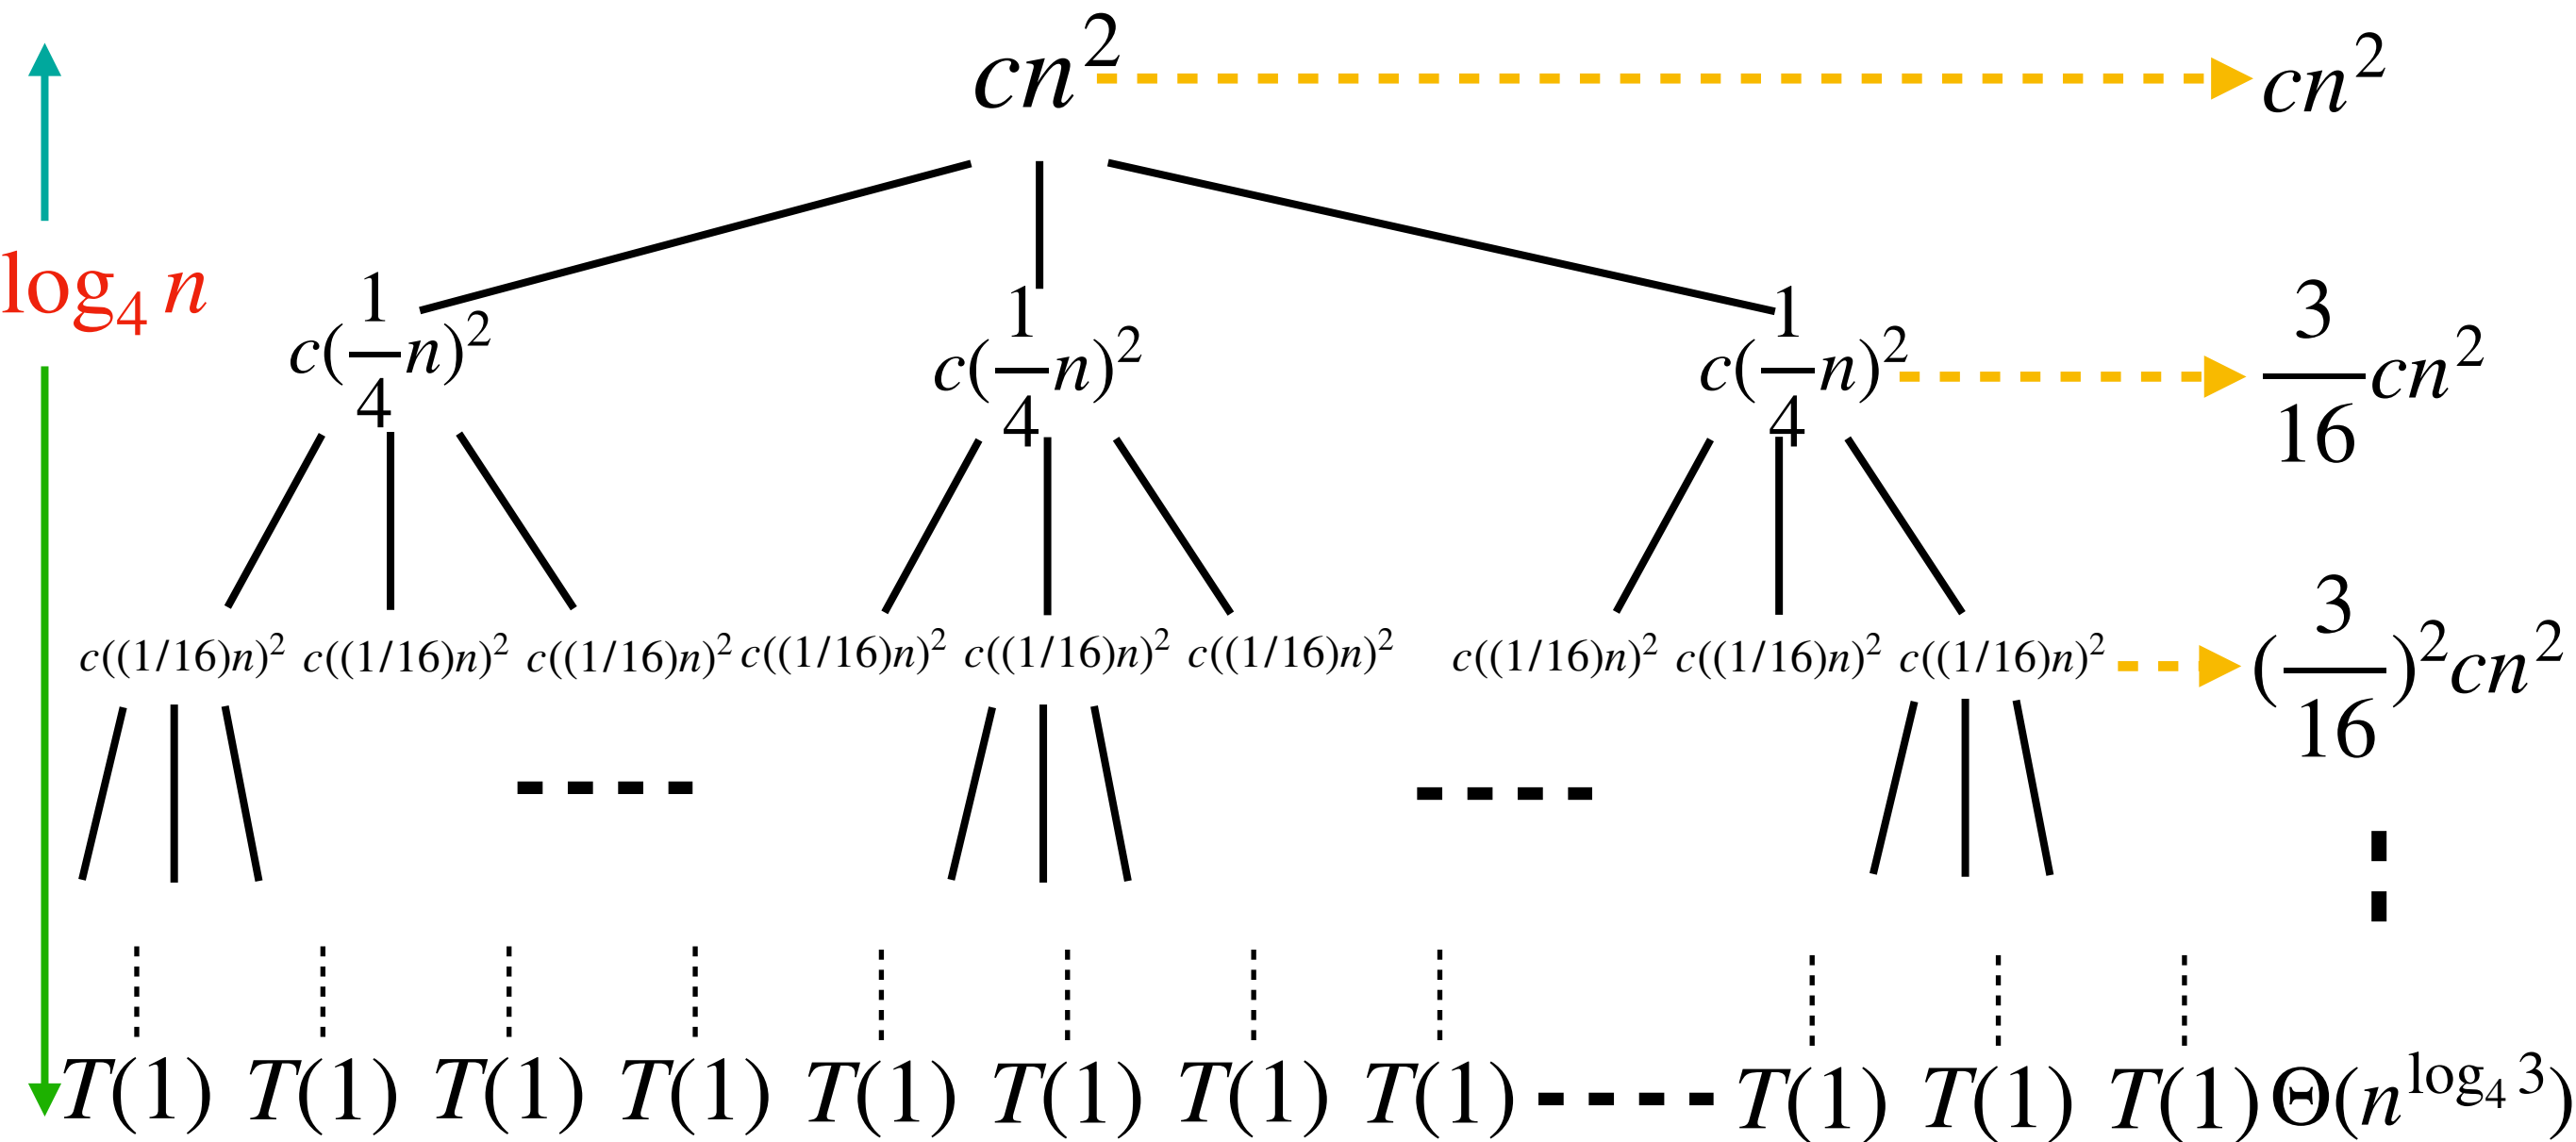 cn² cn²
log₄ n
c(1/4 n)² c(1/4 n)² c(1/4 n)² 3/16 cn²
c((1/16)n)² c((1/16)n)² c((1/16)n)² c((1/16)n)² c((1/16)n)² c((1/16)n)² c((1/16)n)² c((1/16)n)² c((1/16)n)² (3/16)²cn²
T(1) T(1) T(1) T(1) T(1) T(1) T(1) T(1) T(1) T(1) T(1) Θ(n^{log₄ 3})